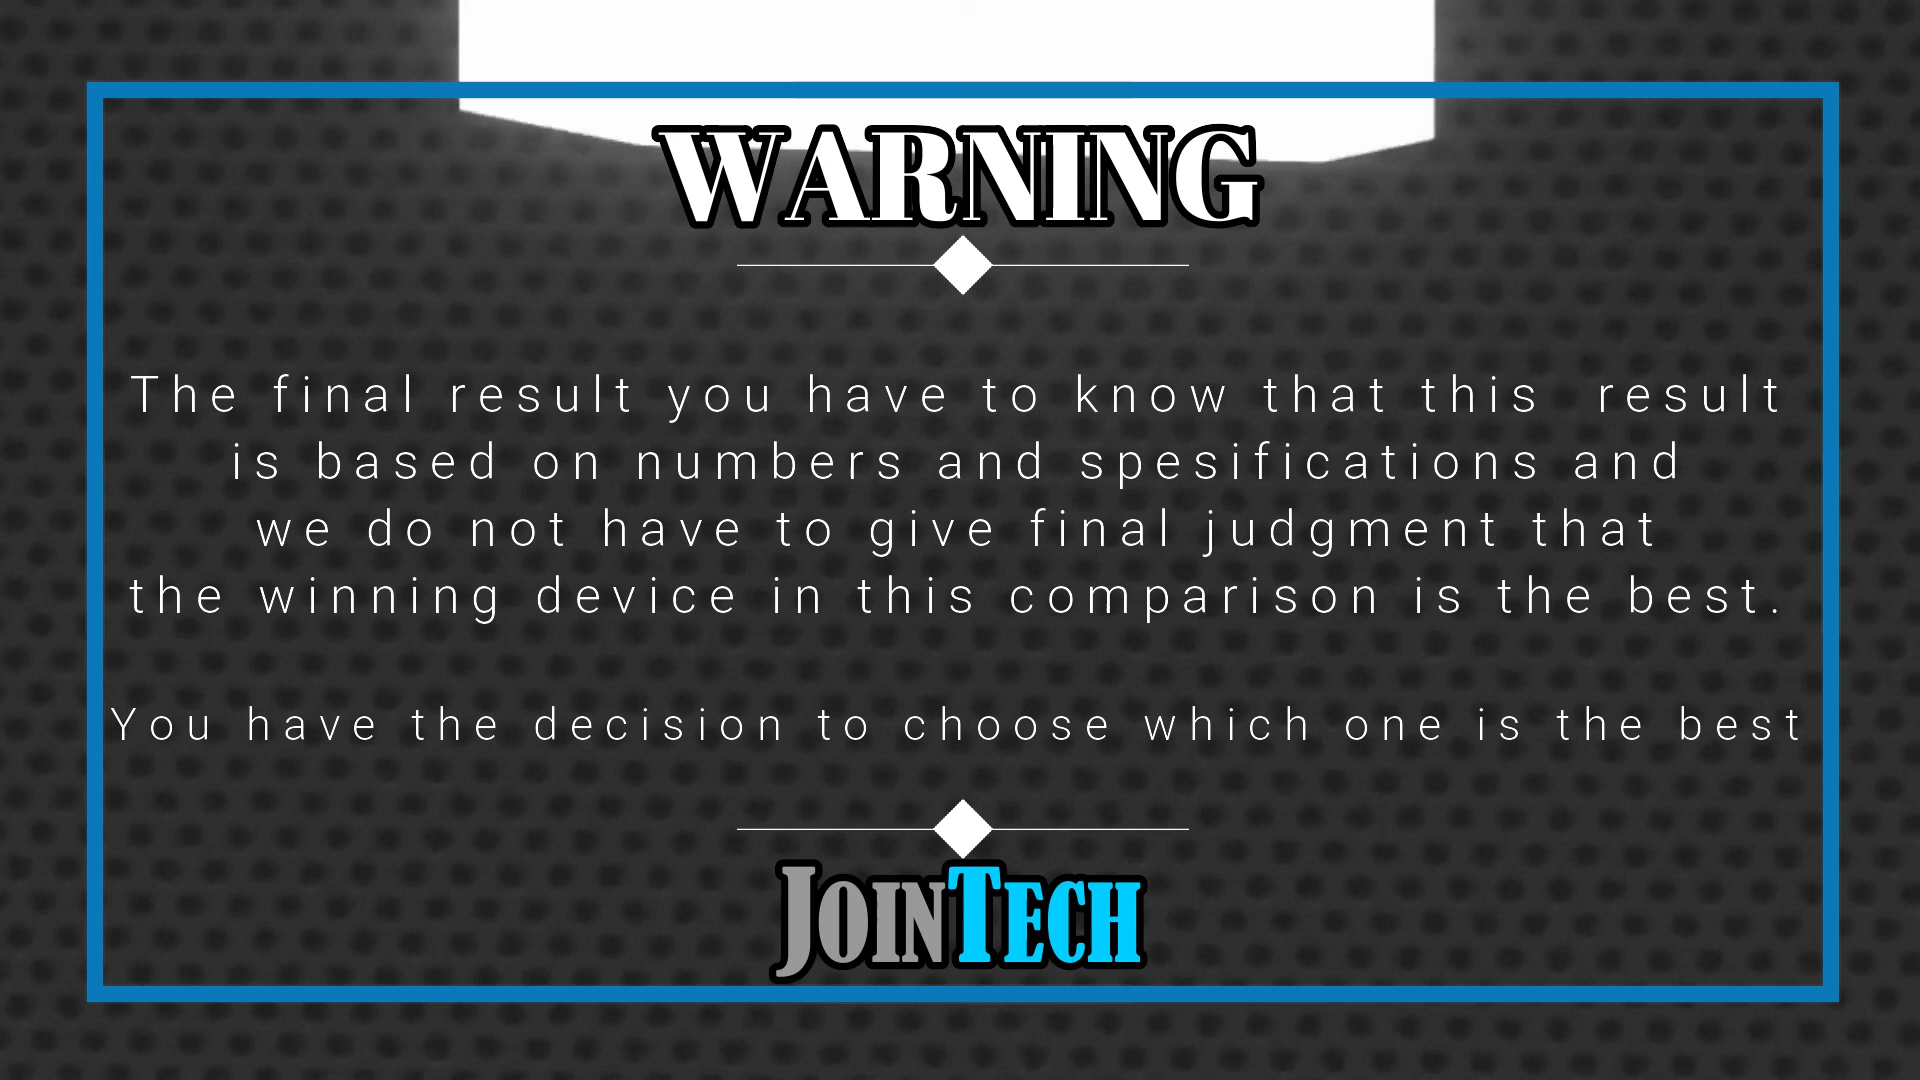 WARNING
The final result you have to know that this result
is based on numbers and spesifications and
we do not have to give final judgment that
the winning device in this comparison is the best.
You have the decision to choose which one is the best
JOINTECH